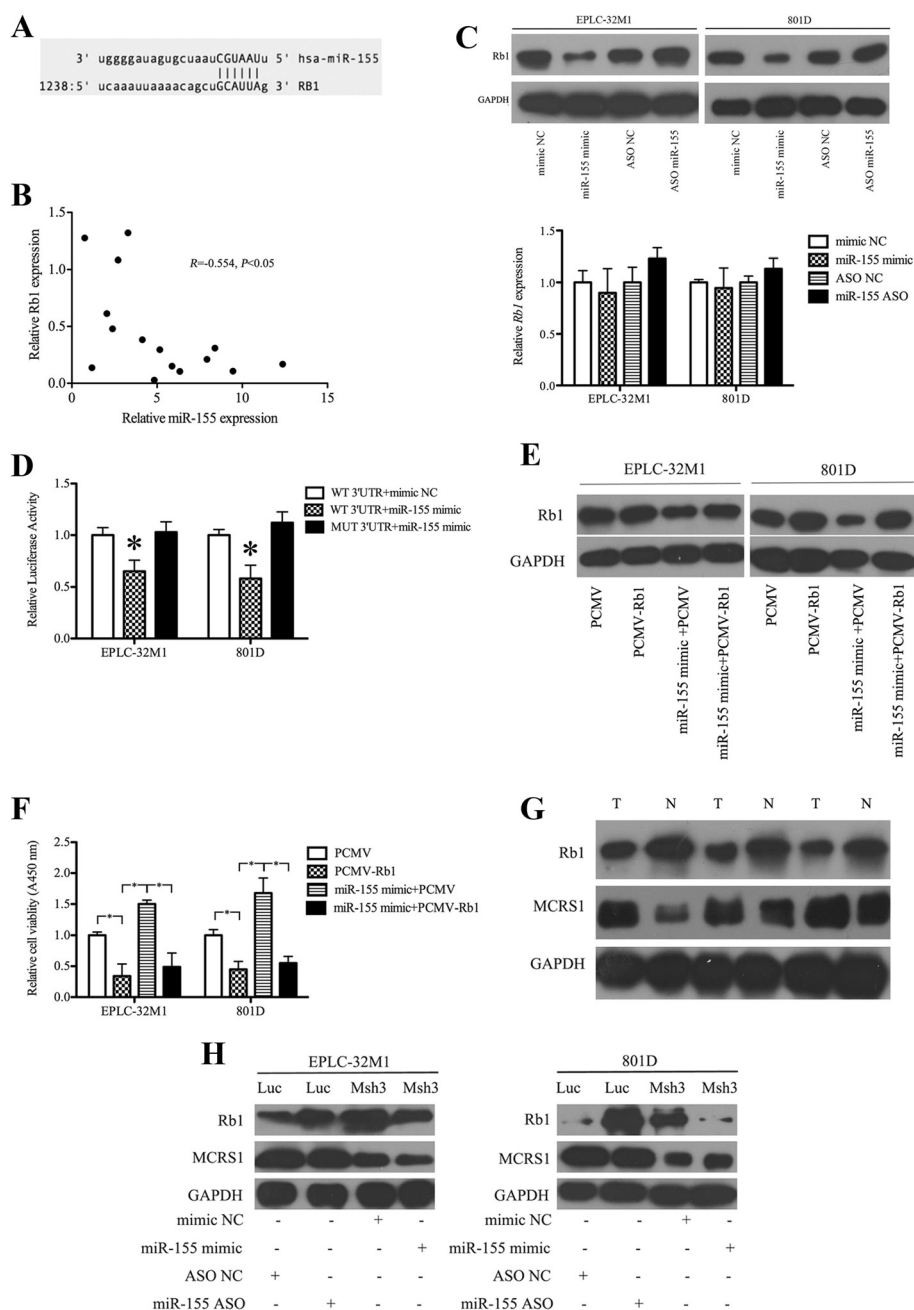 A
3' uggggauagugcuaauCGUAAUu 5' hsa-miR-155
||||||
1238:5' ucaaauuaaaacagcuGCAUUAg 3' RB1
B
1.5
1.0
0.5
0.0
0
5
10
15
R=-0.554, P<0.05
Relative Rb1 expression
Relative miR-155 expression
C
EPLC-32M1
801D
Rb1
GAPDH
mimic NC
miR-155 mimic
ASO NC
ASO miR-155
mimic NC
miR-155 mimic
ASO NC
ASO miR-155
1.5
1.0
0.5
0.0
Relative Rb1 expression
EPLC-32M1
801D
mimic NC
miR-155 mimic
ASO NC
miR-155 ASO
D
1.5
1.0
0.5
0.0
Relative Luciferase Activity
* *
EPLC-32M1
801D
WT 3'UTR+mimic NC
WT 3'UTR+miR-155 mimic
MUT 3'UTR+miR-155 mimic
E
EPLC-32M1
801D
Rb1
GAPDH
PCMV
PCMV-Rb1
miR-155 mimic +PCMV
miR-155 mimic+PCMV-Rb1
PCMV
PCMV-Rb1
miR-155 mimic +PCMV
miR-155 mimic+PCMV-Rb1
F
2.5
2.0
1.5
1.0
0.5
0.0
Relative cell viablity (A450 nm)
* * * * * *
EPLC-32M1
801D
PCMV
PCMV-Rb1
miR-155 mimic+PCMV
miR-155 mimic+PCMV-Rb1
G
T N T N T N
Rb1
MCRS1
GAPDH
H
EPLC-32M1
Luc Luc Msh3 Msh3
Rb1
MCRS1
GAPDH
mimic NC - - + -
miR-155 mimic - - - +
ASO NC + - - -
miR-155 ASO - + - -
801D
Luc Luc Msh3 Msh3
Rb1
MCRS1
GAPDH
mimic NC - - + -
miR-155 mimic - - - +
ASO NC + - - -
miR-155 ASO - + - -